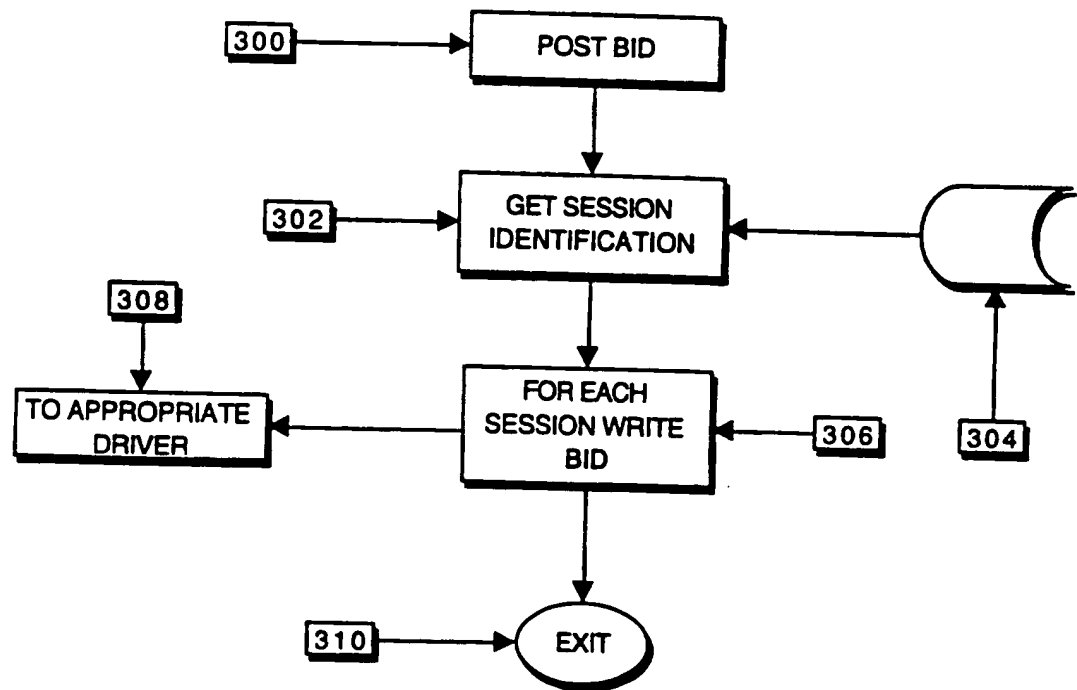 300
POST BID
302
GET SESSION
IDENTIFICATION
308
TO APPROPRIATE
DRIVER
FOR EACH
SESSION WRITE
BID
306
304
310
EXIT